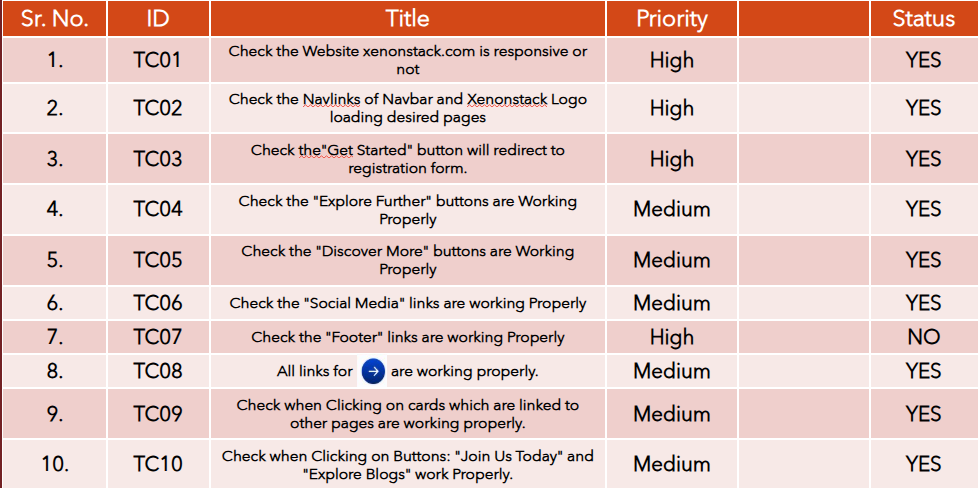 Sr. No. ID Title Priority Status
1. TC01 Check the Website xenonstack.com is responsive or
not High YES
2. TC02 Check the Navlinks of Navbar and Xenonstack Logo
loading desired pages High YES
3. TC03 Check the"Get Started" button will redirect to
registration form. High YES
4. TC04 Check the "Explore Further" buttons are Working
Properly Medium YES
5. TC05 Check the "Discover More" buttons are Working
Properly Medium YES
6. TC06 Check the "Social Media" links are working Properly Medium YES
7. TC07 Check the "Footer" links are working Properly High NO
8. TC08 All links for → are working properly. Medium YES
9. TC09 Check when Clicking on cards which are linked to
other pages are working properly. Medium YES
10. TC10 Check when Clicking on Buttons: "Join Us Today" and
"Explore Blogs" work Properly. Medium YES